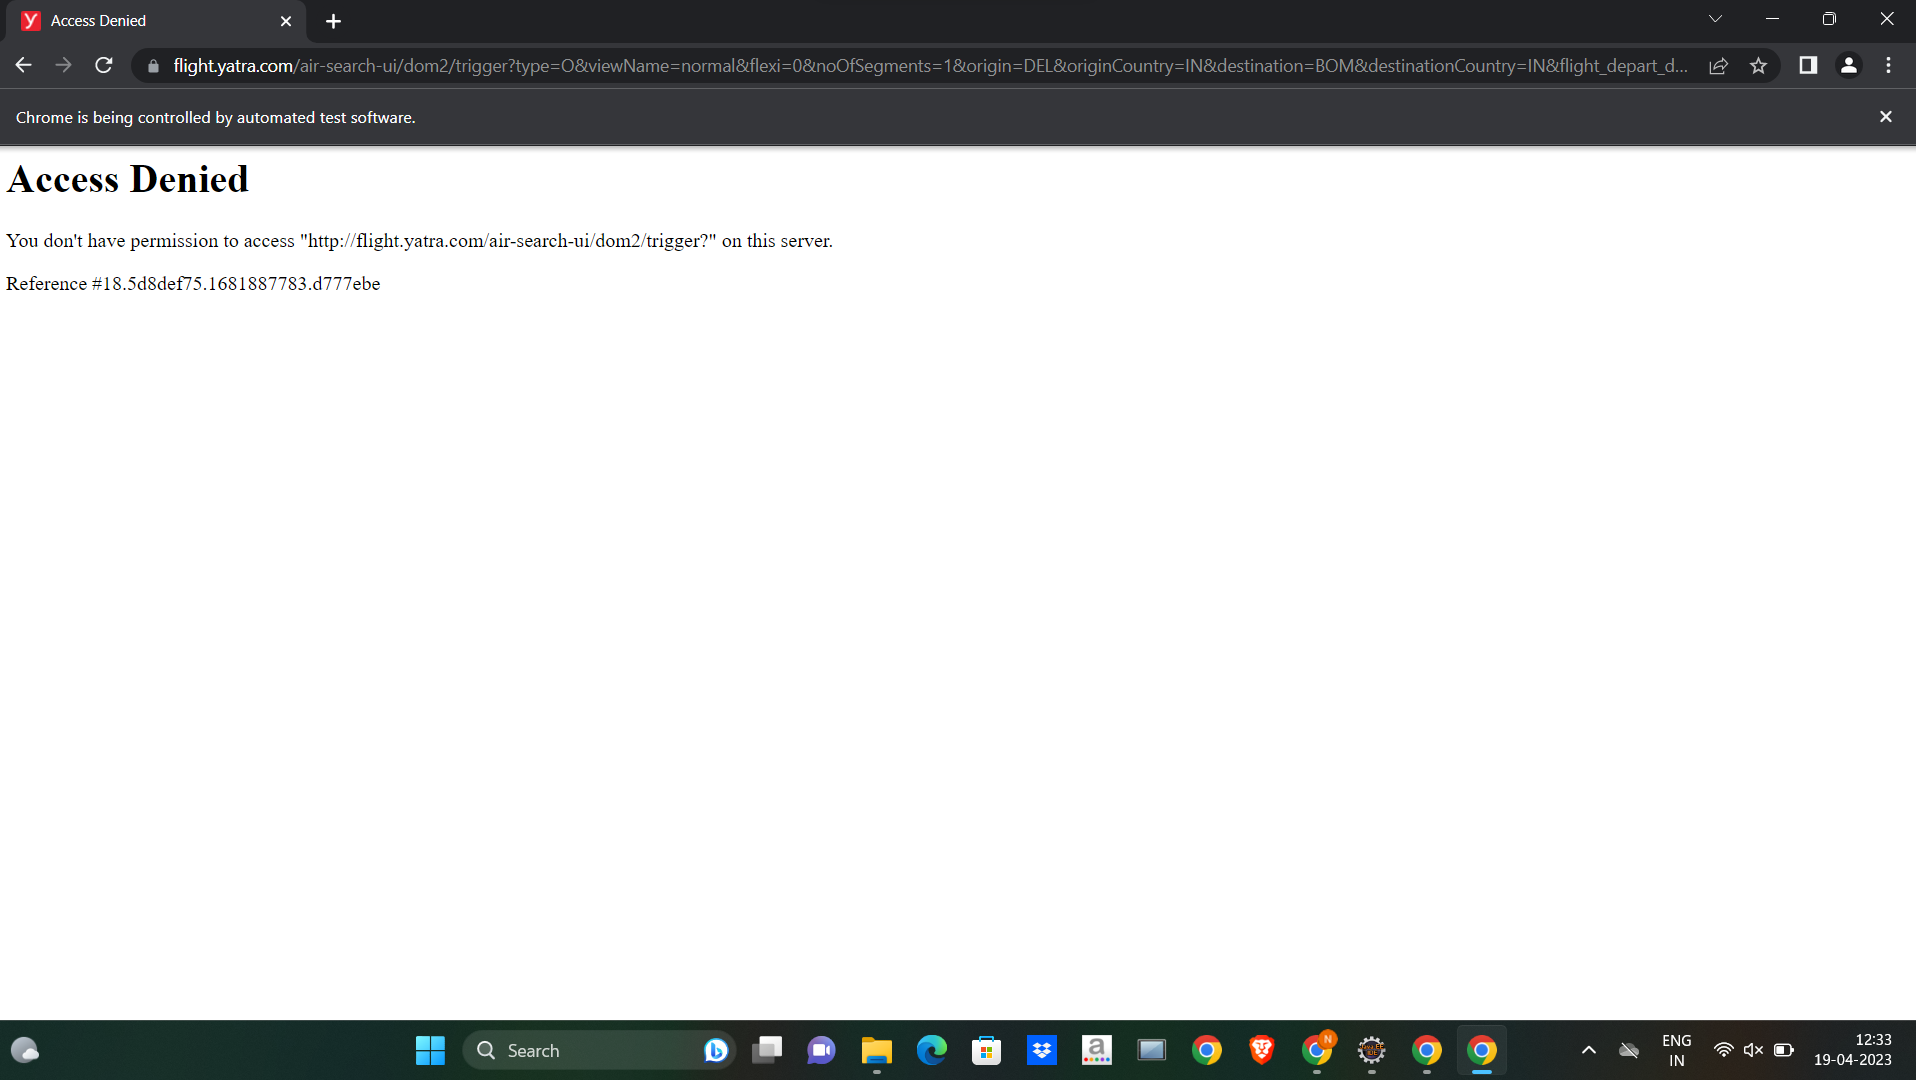 Access Denied
flight.yatra.com/air-search-ui/dom2/trigger?type=O&viewName=normal&flexi=0&noOfSegments=1&origin=DEL&originCountry=IN&destination=BOM&destinationCountry=IN&flight_depart_d...
Chrome is being controlled by automated test software.
Access Denied
You don't have permission to access "http://flight.yatra.com/air-search-ui/dom2/trigger?" on this server.
Reference #18.5d8def75.1681887783.d777ebe
Search
N
a
ENG
IN
12:33
19-04-2023